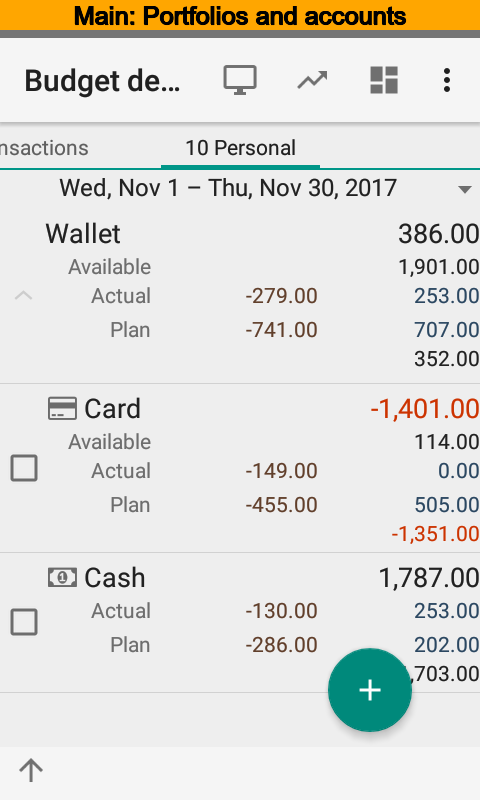 Main: Portfolios and accounts
Budget de...
nsactions 10 Personal
Wed, Nov 1 – Thu, Nov 30, 2017
Wallet 386.00
Available 1,901.00
Actual -279.00 253.00
Plan -741.00 707.00
352.00
Card -1,401.00
Available 114.00
Actual -149.00 0.00
Plan -455.00 505.00
-1,351.00
Cash 1,787.00
Actual -130.00 253.00
Plan -286.00 202.00
,703.00